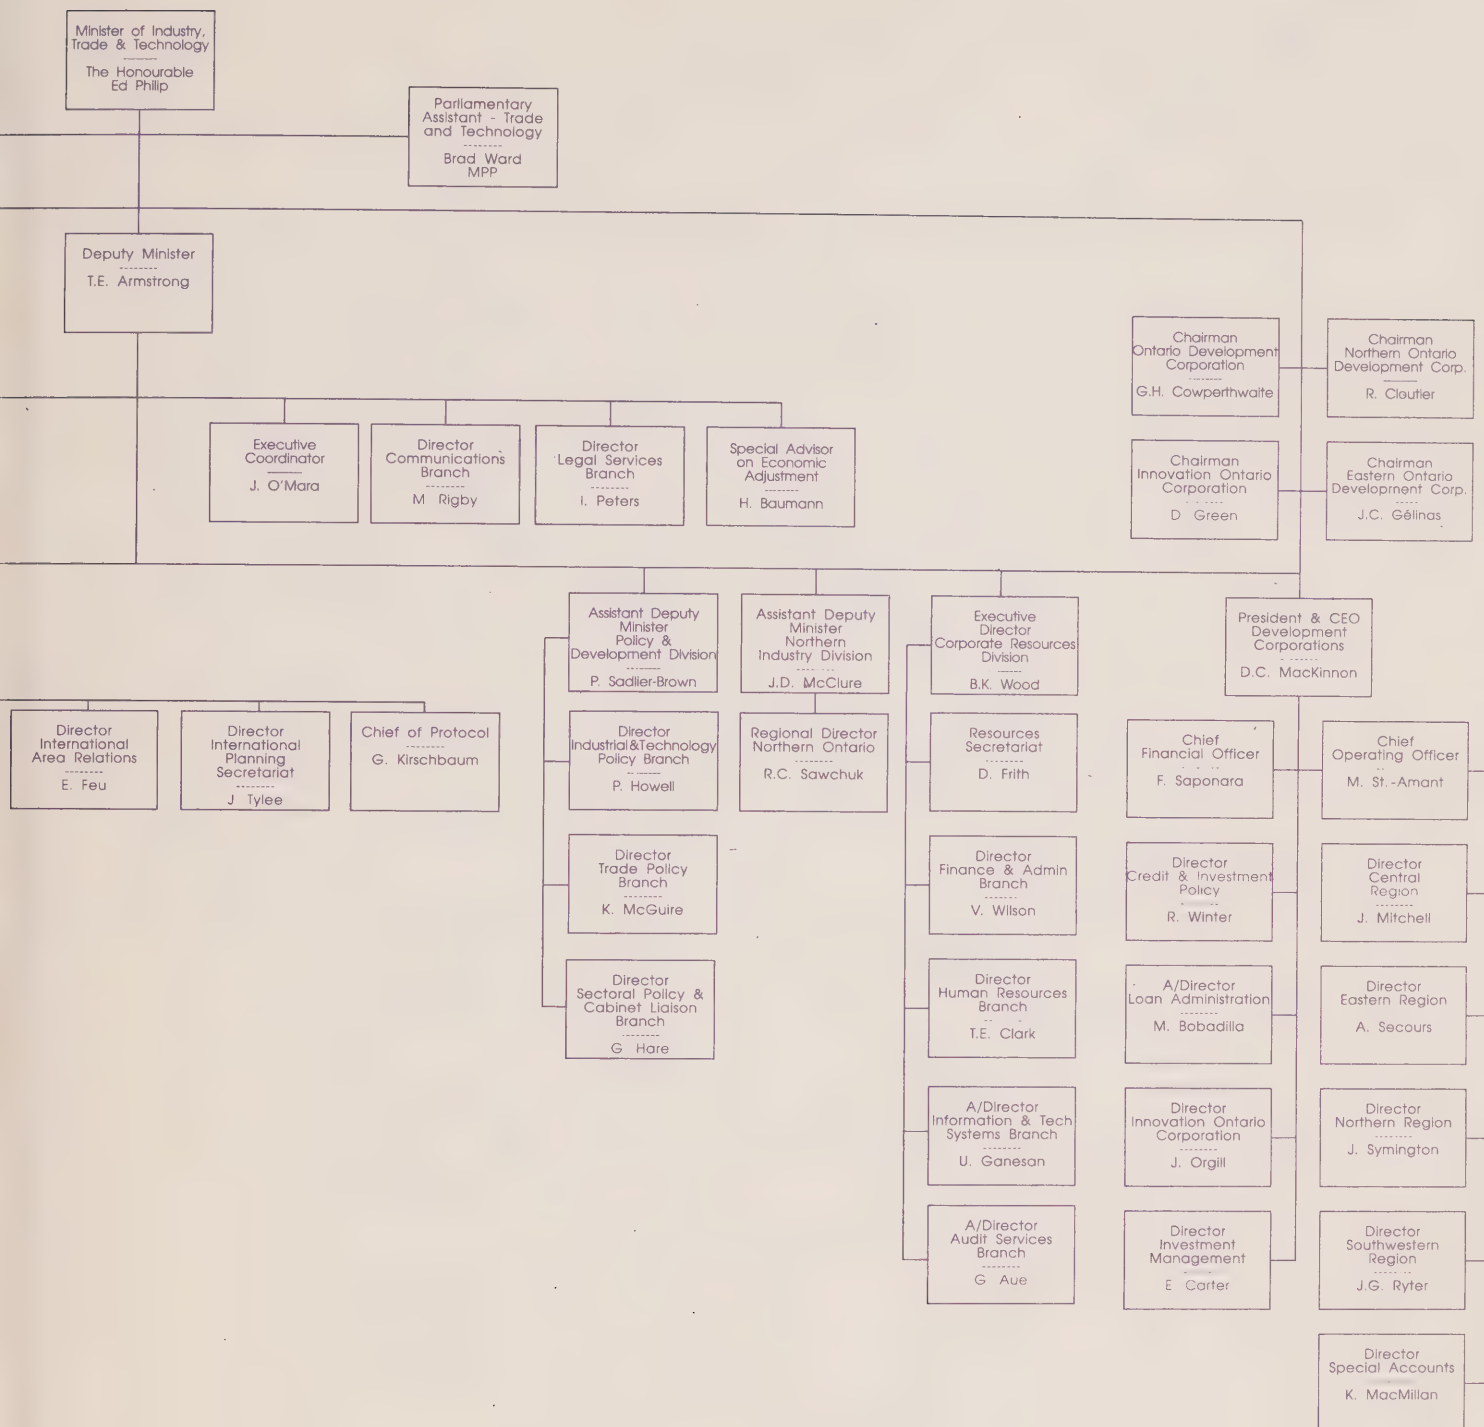 Minister of Industry,
Trade & Technology
The Honourable
Ed Philip
Parliamentary
Assistant - Trade
and Technology
Brad Ward
MPP
Deputy Minister
T.E. Armstrong
Chairman
Ontario Development
Corporation
G.H. Cowperthwaite
Chairman
Northern Ontario
Development Corp.
R. Cloutier
Executive
Coordinator
J. O'Mara
Director
Communications
Branch
M Rigby
Director
Legal Services
Branch
I. Peters
Special Advisor
on Economic
Adjustment
H. Baumann
Chairman
Innovation Ontario
Corporation
D Green
Chairman
Eastern Ontario
Development Corp.
J.C. Gélinas
Assistant Deputy
Minister
Policy &
Development Division
P. Sadlier-Brown
Assistant Deputy
Minister
Northern
Industry Division
J.D. McClure
Executive
Director
Corporate Resources
Division
B.K. Wood
President & CEO
Development
Corporations
D.C. MacKinnon
Director
International
Area Relations
E. Feu
Director
International
Planning
Secretariat
J Tylee
Chief of Protocol
G. Kirschbaum
Director
Industrial & Technology
Policy Branch
P. Howell
Regional Director
Northern Ontario
R.C. Sawchuk
Resources
Secretariat
D. Frith
Chief
Financial Officer
F. Saponara
Chief
Operating Officer
M. St.-Amant
Director
Trade Policy
Branch
K. McGuire
Director
Finance & Admin
Branch
V. Wilson
Director
Credit & Investment
Policy
R. Winter
Director
Central
Region
J. Mitchell
Director
Sectoral Policy &
Cabinet Liaison
Branch
G Hare
Director
Human Resources
Branch
T.E. Clark
A/Director
Loan Administration
M. Bobadilla
Director
Eastern Region
A. Secours
A/Director
Information & Tech
Systems Branch
U. Ganesan
Director
Innovation Ontario
Corporation
J. Orgill
Director
Northern Region
J. Symington
A/Director
Audit Services
Branch
G Aue
Director
Investment
Management
E Carter
Director
Southwestern
Region
J.G. Ryter
Director
Special Accounts
K. MacMillan